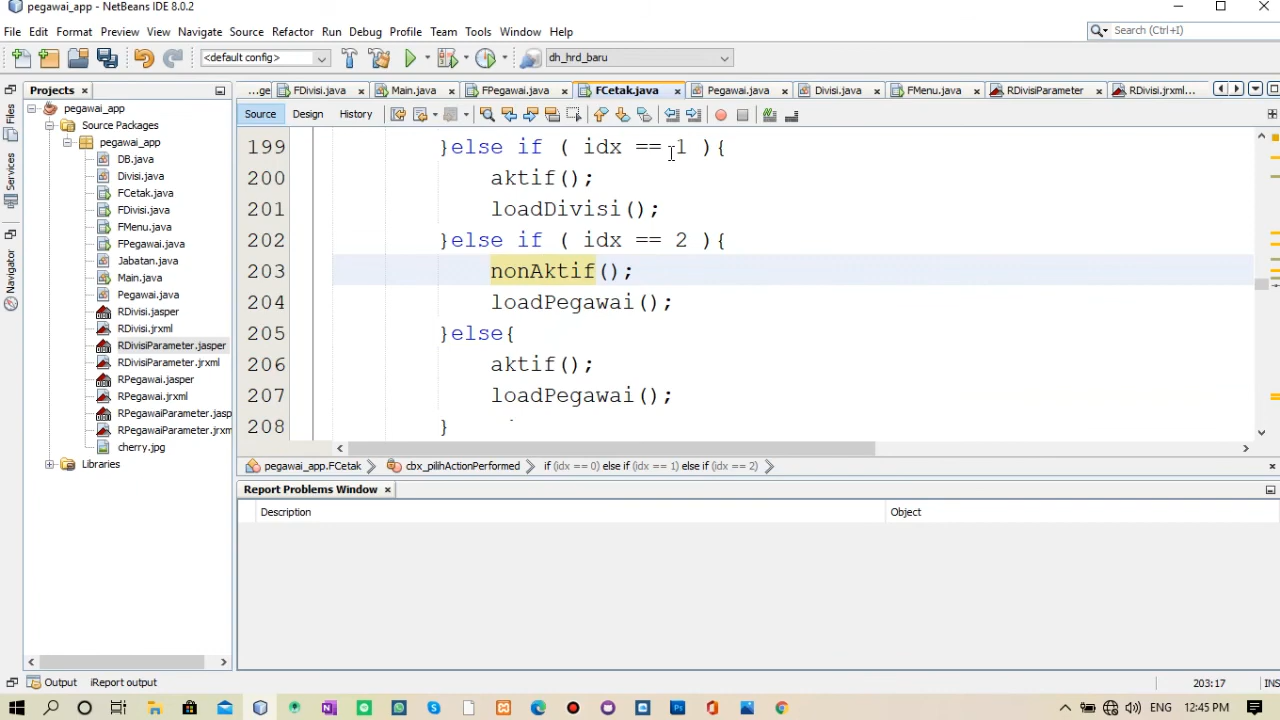 pegawai_app - NetBeans IDE 8.0.2
File Edit Format Preview View Navigate Source Refactor Run Debug Profile Team Tools Window Help
Search (Ctrl+I)
<default config>
dh_hrd_baru
Projects
...ge
FDivisi.java
Main.java
FPegawai.java
FCetak.java
Pegawai.java
Divisi.java
FMenu.java
RDivisiParameter
RDivisi.jrxml...
Files
Services
Navigator
pegawai_app
Source Packages
pegawai_app
DB.java
Divisi.java
FCetak.java
FDivisi.java
FMenu.java
FPegawai.java
Jabatan.java
Main.java
Pegawai.java
RDivisi.jasper
RDivisi.jrxml
RDivisiParameter.jasper
RDivisiParameter.jrxml
RPegawai.jasper
RPegawai.jrxml
RPegawaiParameter.jasp
RPegawaiParameter.jrxm
cherry.jpg
Libraries
Source Design History
199 }else if ( idx == 1 ){
200 aktif();
201 loadDivisi();
202 }else if ( idx == 2 ){
203 nonAktif();
204 loadPegawai();
205 }else{
206 aktif();
207 loadPegawai();
208 }
pegawai_app.FCetak
cbx_pilihActionPerformed
if (idx == 0) else if (idx == 1) else if (idx == 2)
Report Problems Window
Description
Object
Output
iReport output
203:17
INS
ENG
12:45 PM